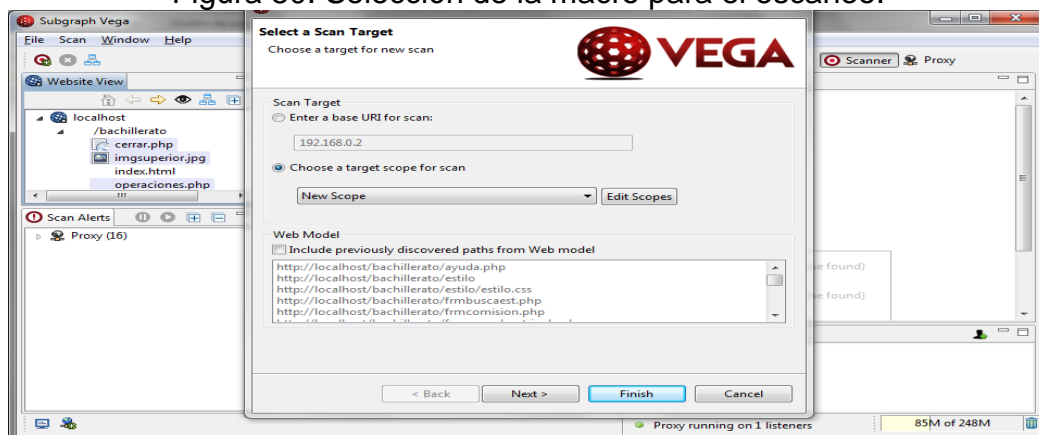 Figura 36. Selección de la macro para el escaneo.
Subgraph Vega
File Scan Window Help
Scanner Proxy
Website View
localhost
/bachillerato
cerrar.php
imgsuperior.jpg
index.html
operaciones.php
Scan Alerts
Proxy (16)
Select a Scan Target
Choose a target for new scan
VEGA
Scan Target
Enter a base URI for scan:
192.168.0.2
Choose a target scope for scan
New Scope
Edit Scopes
Web Model
Include previously discovered paths from Web model
http://localhost/bachillerato/ayuda.php
http://localhost/bachillerato/estilo
http://localhost/bachillerato/estilo/estilo.css
http://localhost/bachillerato/frmbuscaest.php
http://localhost/bachillerato/frmcomision.php
< Back Next > Finish Cancel
e found)
e found)
Proxy running on 1 listeners
85M of 248M